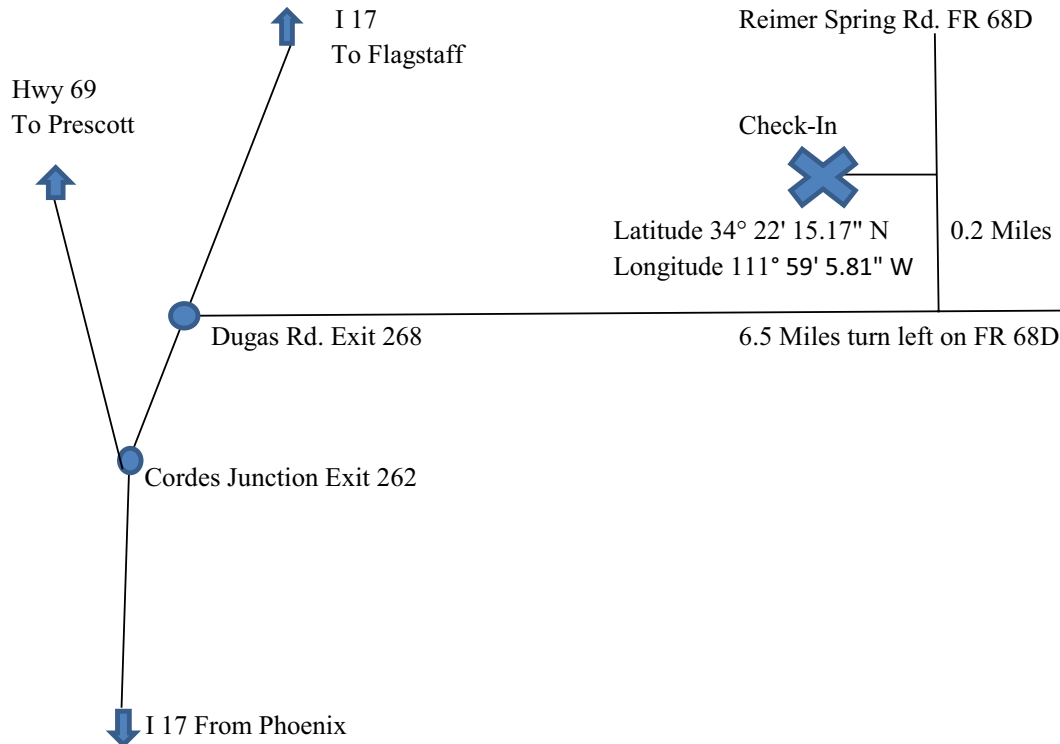 I 17
To Flagstaff
Reimer Spring Rd. FR 68D
Hwy 69
To Prescott
Check-In
Latitude 34° 22' 15.17" N
Longitude 111° 59' 5.81" W
0.2 Miles
Dugas Rd. Exit 268
6.5 Miles turn left on FR 68D
Cordes Junction Exit 262
I 17 From Phoenix